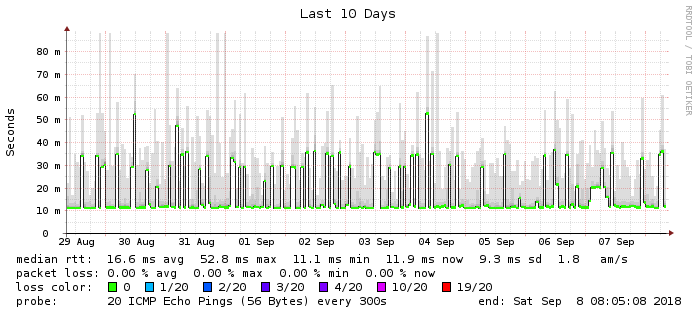 Last 10 Days
RRDTOOL / TOBI OETIKER
Seconds
80 m
70 m
60 m
50 m
40 m
30 m
20 m
10 m
0
29 Aug 30 Aug 31 Aug 01 Sep 02 Sep 03 Sep 04 Sep 05 Sep 06 Sep 07 Sep
median rtt: 16.6 ms avg 52.8 ms max 11.1 ms min 11.9 ms now 9.3 ms sd 1.8 am/s
packet loss: 0.00 % avg 0.00 % max 0.00 % min 0.00 % now
loss color: 0 1/20 2/20 3/20 4/20 10/20 19/20
probe: 20 ICMP Echo Pings (56 Bytes) every 300s end: Sat Sep 8 08:05:08 2018